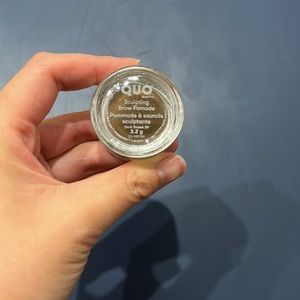 QUO
Sculpting
Brow Pomade
Pommade à sourcils
sculptante
3.2 g